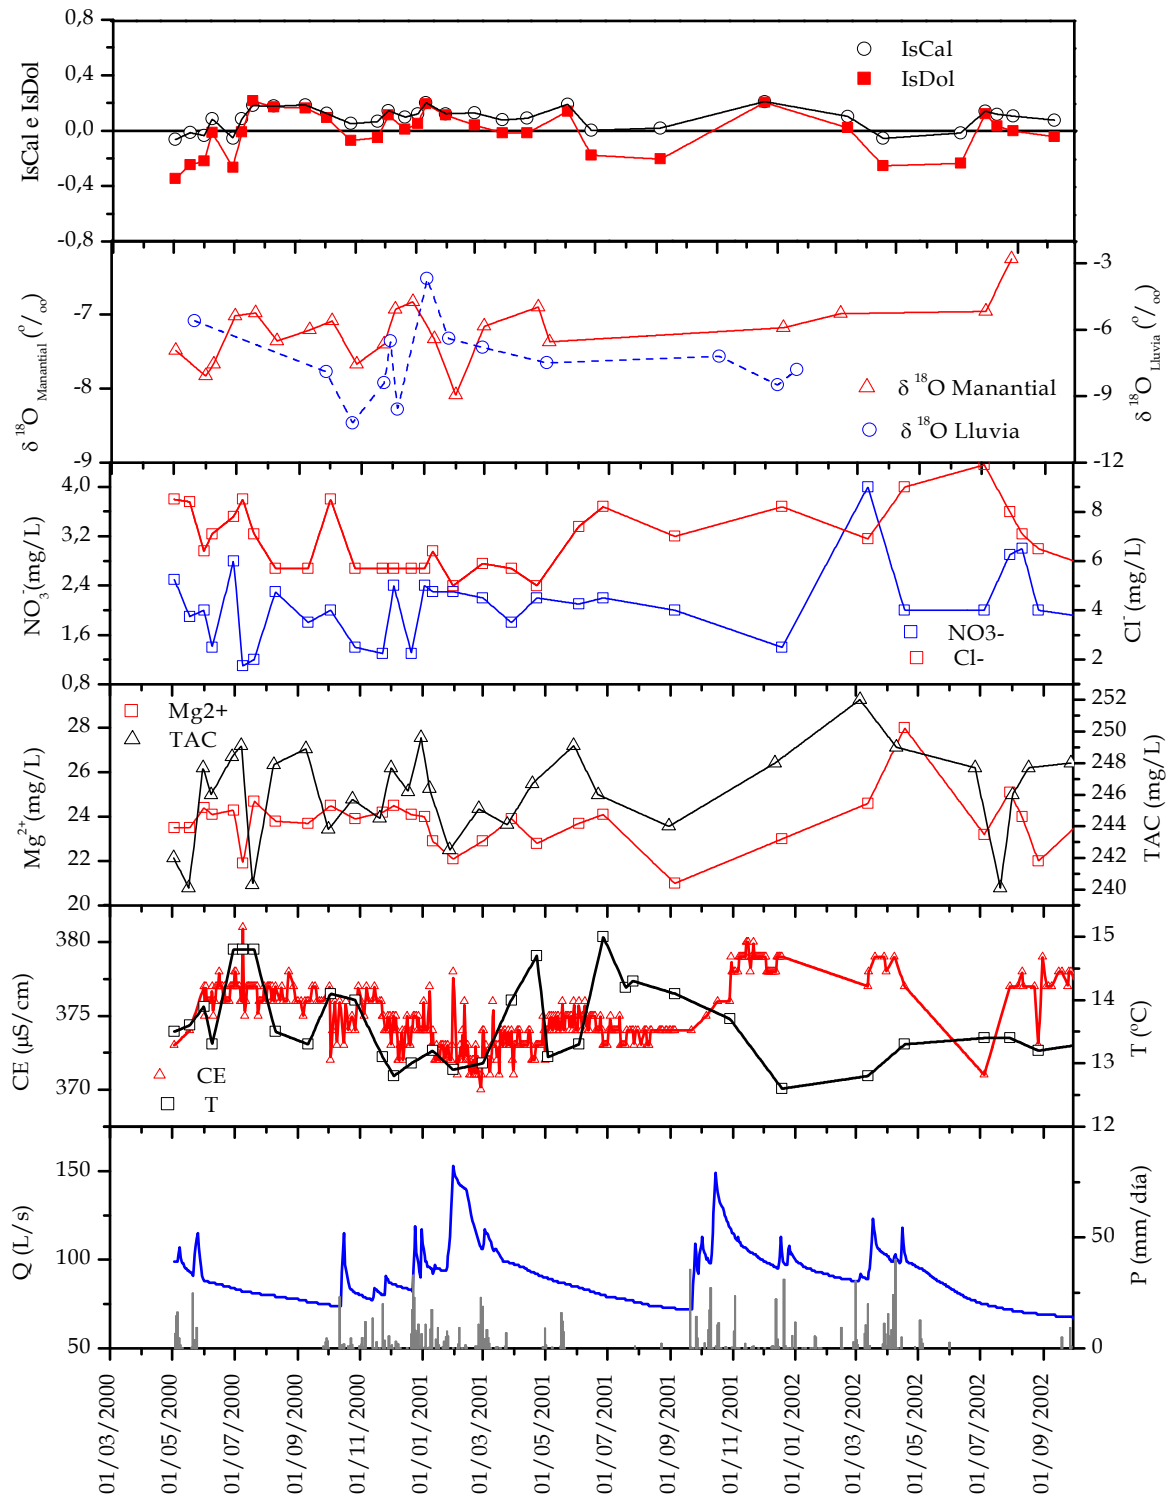 IsCal e IsDol
0,8
0,4
0,0
-0,4
-0,8
IsCal
IsDol
δ 18O Manantial (o/oo)
-7
-8
-9
δ 18O Manantial
δ 18O Lluvia
-3
-6
-9
-12
δ 18O Lluvia (o/oo)
NO3-(mg/L)
4,0
3,2
2,4
1,6
0,8
NO3-
Cl-
8
6
4
2
Cl- (mg/L)
Mg2+(mg/L)
28
26
24
22
20
Mg2+
TAC
252
250
248
246
244
242
240
TAC (mg/L)
CE (µS/cm)
380
375
370
CE
T
15
14
13
12
T (ºC)
Q (L/s)
150
100
50
50
0
P (mm/día)
01/03/2000
01/05/2000
01/07/2000
01/09/2000
01/11/2000
01/01/2001
01/03/2001
01/05/2001
01/07/2001
01/09/2001
01/11/2001
01/01/2002
01/03/2002
01/05/2002
01/07/2002
01/09/2002